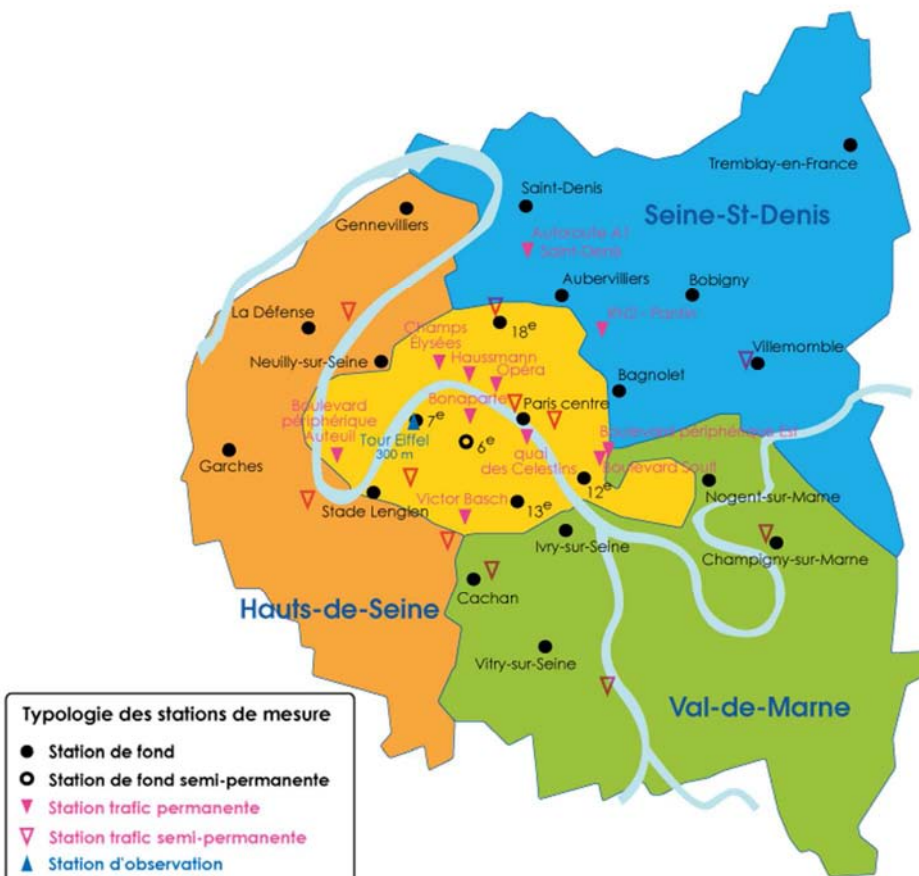 Tremblay-en-France
Saint-Denis
Seine-St-Denis
Gennevilliers
Autoroute A1
Saint-Denis
Aubervilliers
Bobigny
La Défense
18e
RN2 - Pantin
Champs
Élysées
Neuilly-sur-Seine
Haussmann
Villemomble
Opéra
Bagnolet
Bonaparte
Paris centre
Boulevard
périphérique
Auteuil
7e
Tour Eiffel
300 m
6e
Boulevard périphérique Est
quai
des Celestins
Boulevard Soult
Garches
12e
Nogent-sur-Marne
Stade Lenglen
Victor Basch
13e
Ivry-sur-Seine
Champigny-sur-Marne
Cachan
Hauts-de-Seine
Vitry-sur-Seine
Val-de-Marne
Typologie des stations de mesure
Station de fond
Station de fond semi-permanente
Station trafic permanente
Station trafic semi-permanente
Station d'observation